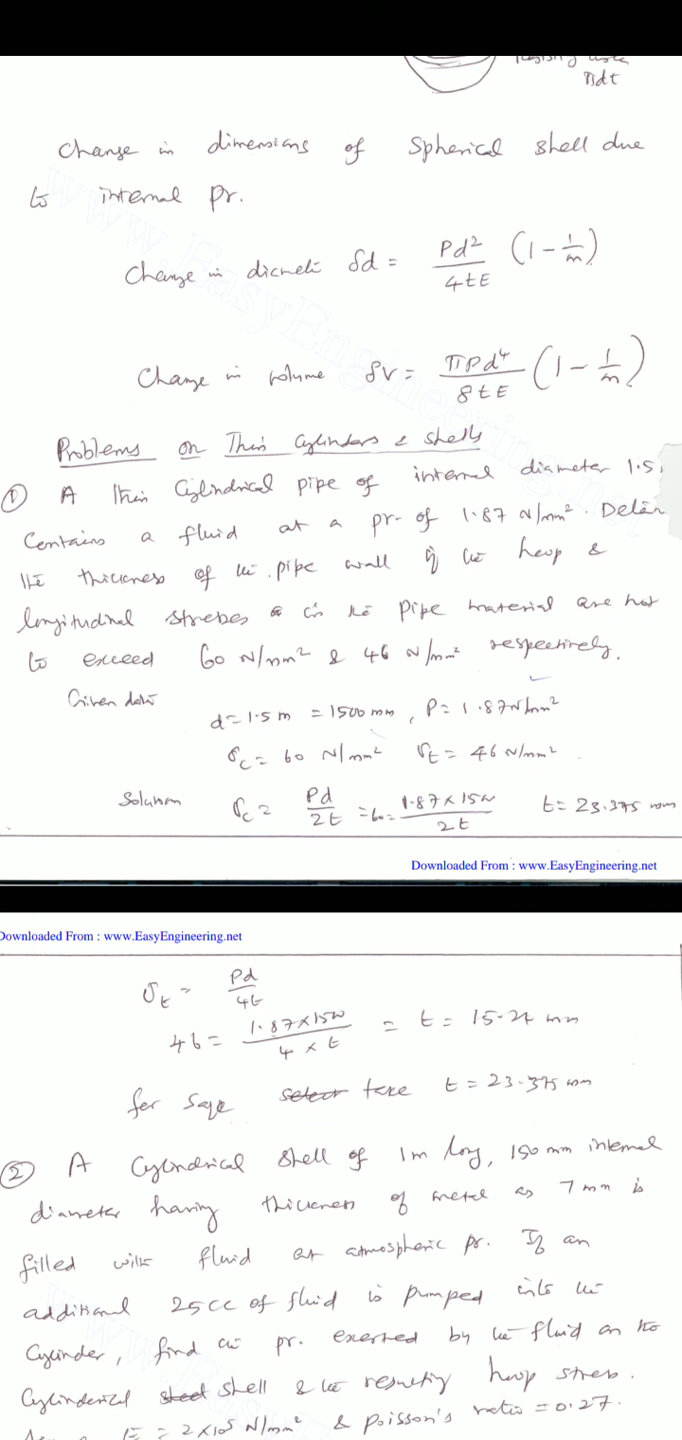 πdt
Change in dimensions of Spherical shell due
to internal pr.
Change in diameter δd = Pd²/4tE (1 - 1/m)
Change in volume δV = πPd⁴/8tE (1 - 1/m)
Problems on Thin Cylinders & shells
① A thin Cylindrical pipe of internal diameter 1.5
Contains a fluid at a pr. of 1.87 N/mm².
the thickness of the pipe wall if the hoop &
longitudinal stresses in the pipe material are not
to exceed 60 N/mm² & 46 N/mm² respectively.
Given data
d = 1.5 m = 1500 mm, P = 1.87 N/mm²
σc = 60 N/mm² σt = 46 N/mm²
Solution σc = Pd/2t = 60 = 1.87 × 1500/2t t = 23.375 mm
Downloaded From : www.EasyEngineering.net
Downloaded From : www.EasyEngineering.net
σt = Pd/4t
46 = 1.87 × 1500/4 × t = t = 15.24 mm
for safe take t = 23.375 mm
② A Cylindrical shell of 1m long, 150 mm internal
diameter having thickness of metal as 7 mm is
filled with fluid at atmospheric pr. If an
additional 25cc of fluid is pumped into the
Cylinder, find the pr. exerted by the fluid on the
Cylinderical shell & the resulting hoop stress.
E = 2×10⁵ N/mm² & poisson's ratio = 0.27.
www.EasyEngineering.net